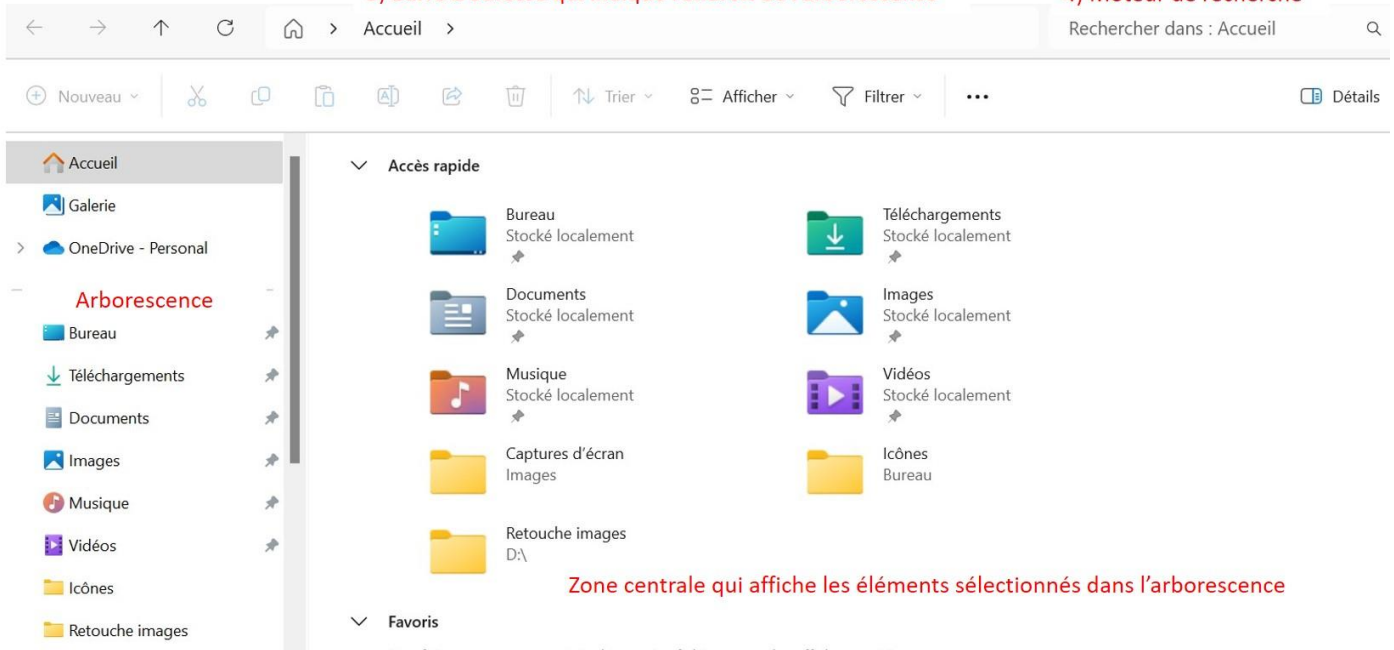 Accueil
Rechercher dans : Accueil
Nouveau
Trier
Afficher
Filtrer
Détails
Accueil
Galerie
OneDrive - Personal
Arborescence
Bureau
Téléchargements
Documents
Images
Musique
Vidéos
Icônes
Retouche images
Accès rapide
Bureau
Stocké localement
Téléchargements
Stocké localement
Documents
Stocké localement
Images
Stocké localement
Musique
Stocké localement
Vidéos
Stocké localement
Captures d'écran
Images
Icônes
Bureau
Retouche images
D:\
Zone centrale qui affiche les éléments sélectionnés dans l'arborescence
Favoris